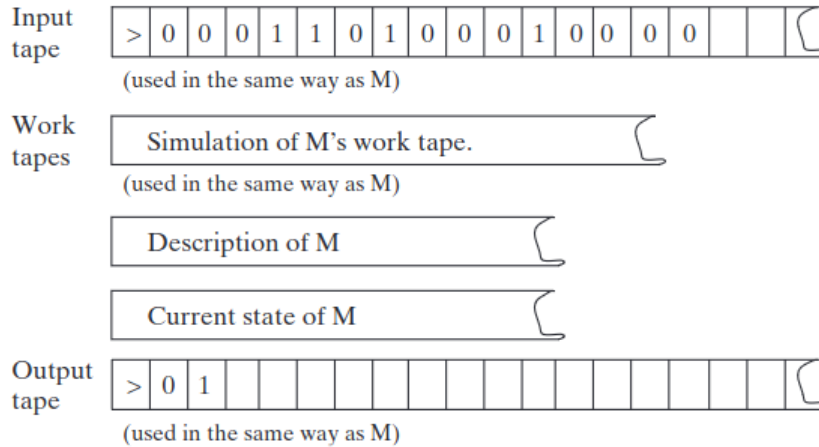 Input tape
> 0 0 0 1 1 0 1 0 0 0 1 0 0 0 0
(used in the same way as M)
Work tapes
Simulation of M's work tape.
(used in the same way as M)
Description of M
Current state of M
Output tape
> 0 1
(used in the same way as M)